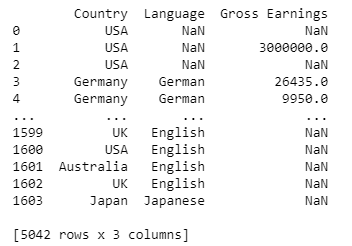 Country Language Gross Earnings
0 USA NaN NaN
1 USA NaN 3000000.0
2 USA NaN NaN
3 Germany German 26435.0
4 Germany German 9950.0
... ... ... ...
1599 UK English NaN
1600 USA English NaN
1601 Australia English NaN
1602 UK English NaN
1603 Japan Japanese NaN
[5042 rows x 3 columns]